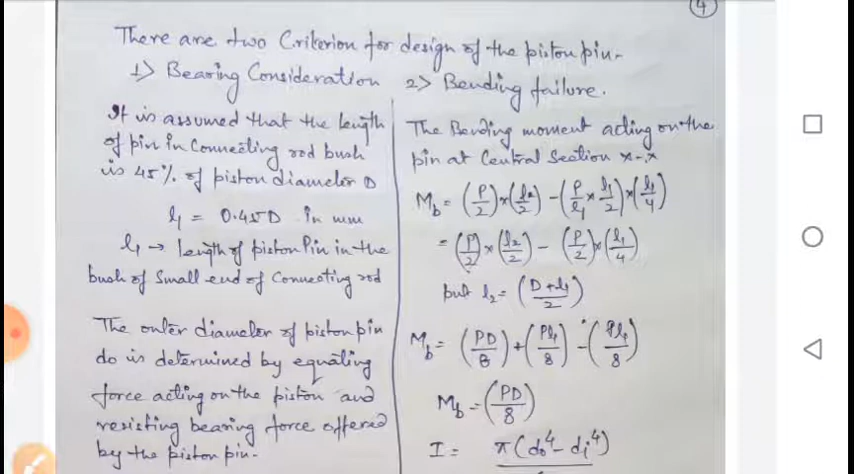 4
There are two Criterion for design of the piston pin-
1> Bearing Consideration 2> Bending failure.
It is assumed that the length
of pin in Connecting rod bush
is 45% of piston diameter D
l₁ = 0.45D in mm
l₁ → length of piston Pin in the
bush of Small end of Connecting rod
The outer diameter of piston pin
do is determined by equating
force acting on the piston and
resisting bearing force offered
by the piston pin-
The Bending moment acting on the
pin at Central Section x-x
M_b = (P/2)×(l₂/2) - (P/l₁ × l₁/2)×(l₁/4)
= (P/2)×(l₂/2) - (P/2)×(l₁/4)
put l₂ = (D+l₁/2)
M_b = (PD/8) + (Pl₁/8) - (Pl₁/8)
M_b = (PD/8)
I = π(do⁴ - di⁴)